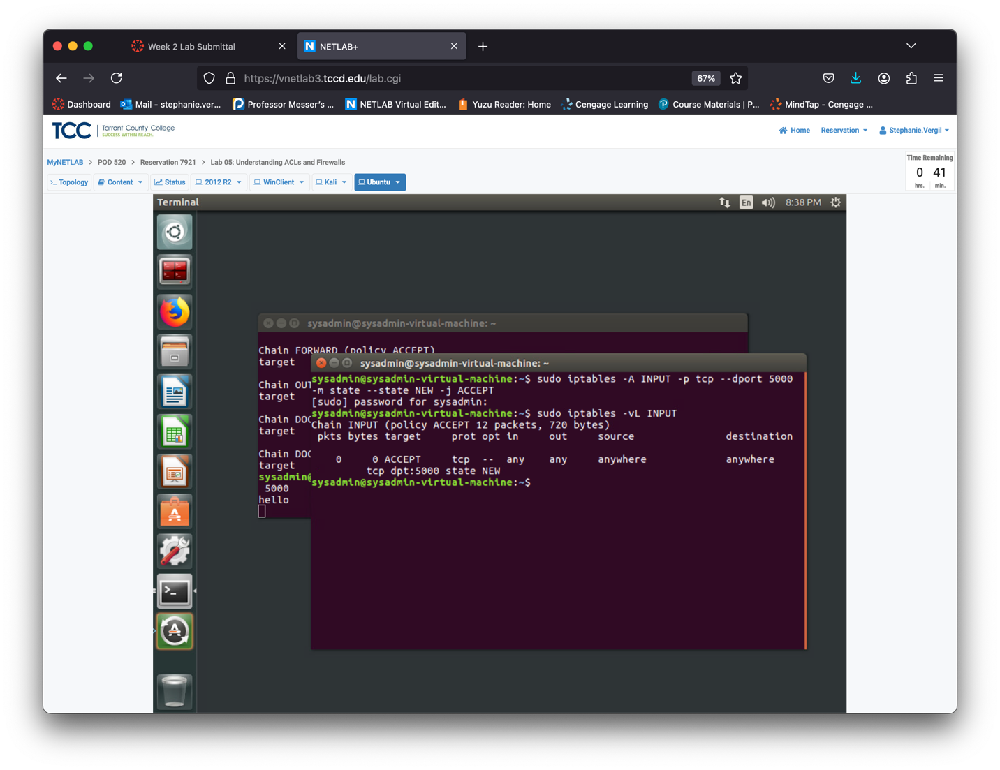 Week 2 Lab Submittal
NETLAB+
https://vnetlab3.tccd.edu/lab.cgi
67%
Dashboard
Mail - stephanie.ver...
Professor Messer's ...
NETLAB Virtual Edit...
Yuzu Reader: Home
Cengage Learning
Course Materials | P...
MindTap - Cengage ...
TCC | Tarrant County College
SUCCESS WITHIN REACH.
Home
Reservation
Stephanie.Vergil
MyNETLAB > POD 520 > Reservation 7921 > Lab 05: Understanding ACLs and Firewalls
Time Remaining
0 41
hrs. min.
>_ Topology
Content
Status
2012 R2
WinClient
Kali
Ubuntu
Terminal
En
8:38 PM
sysadmin@sysadmin-virtual-machine: ~
Chain FORWARD (policy ACCEPT)
target
Chain OUT
target
Chain DOC
target
Chain DOC
target
sysadmin@
5000
hello
sysadmin@sysadmin-virtual-machine: ~
sysadmin@sysadmin-virtual-machine:~$ sudo iptables -A INPUT -p tcp --dport 5000
-m state --state NEW -j ACCEPT
[sudo] password for sysadmin:
sysadmin@sysadmin-virtual-machine:~$ sudo iptables -vL INPUT
Chain INPUT (policy ACCEPT 12 packets, 720 bytes)
pkts bytes target prot opt in out source destination
0 0 ACCEPT tcp -- any any anywhere anywhere
tcp dpt:5000 state NEW
sysadmin@sysadmin-virtual-machine:~$